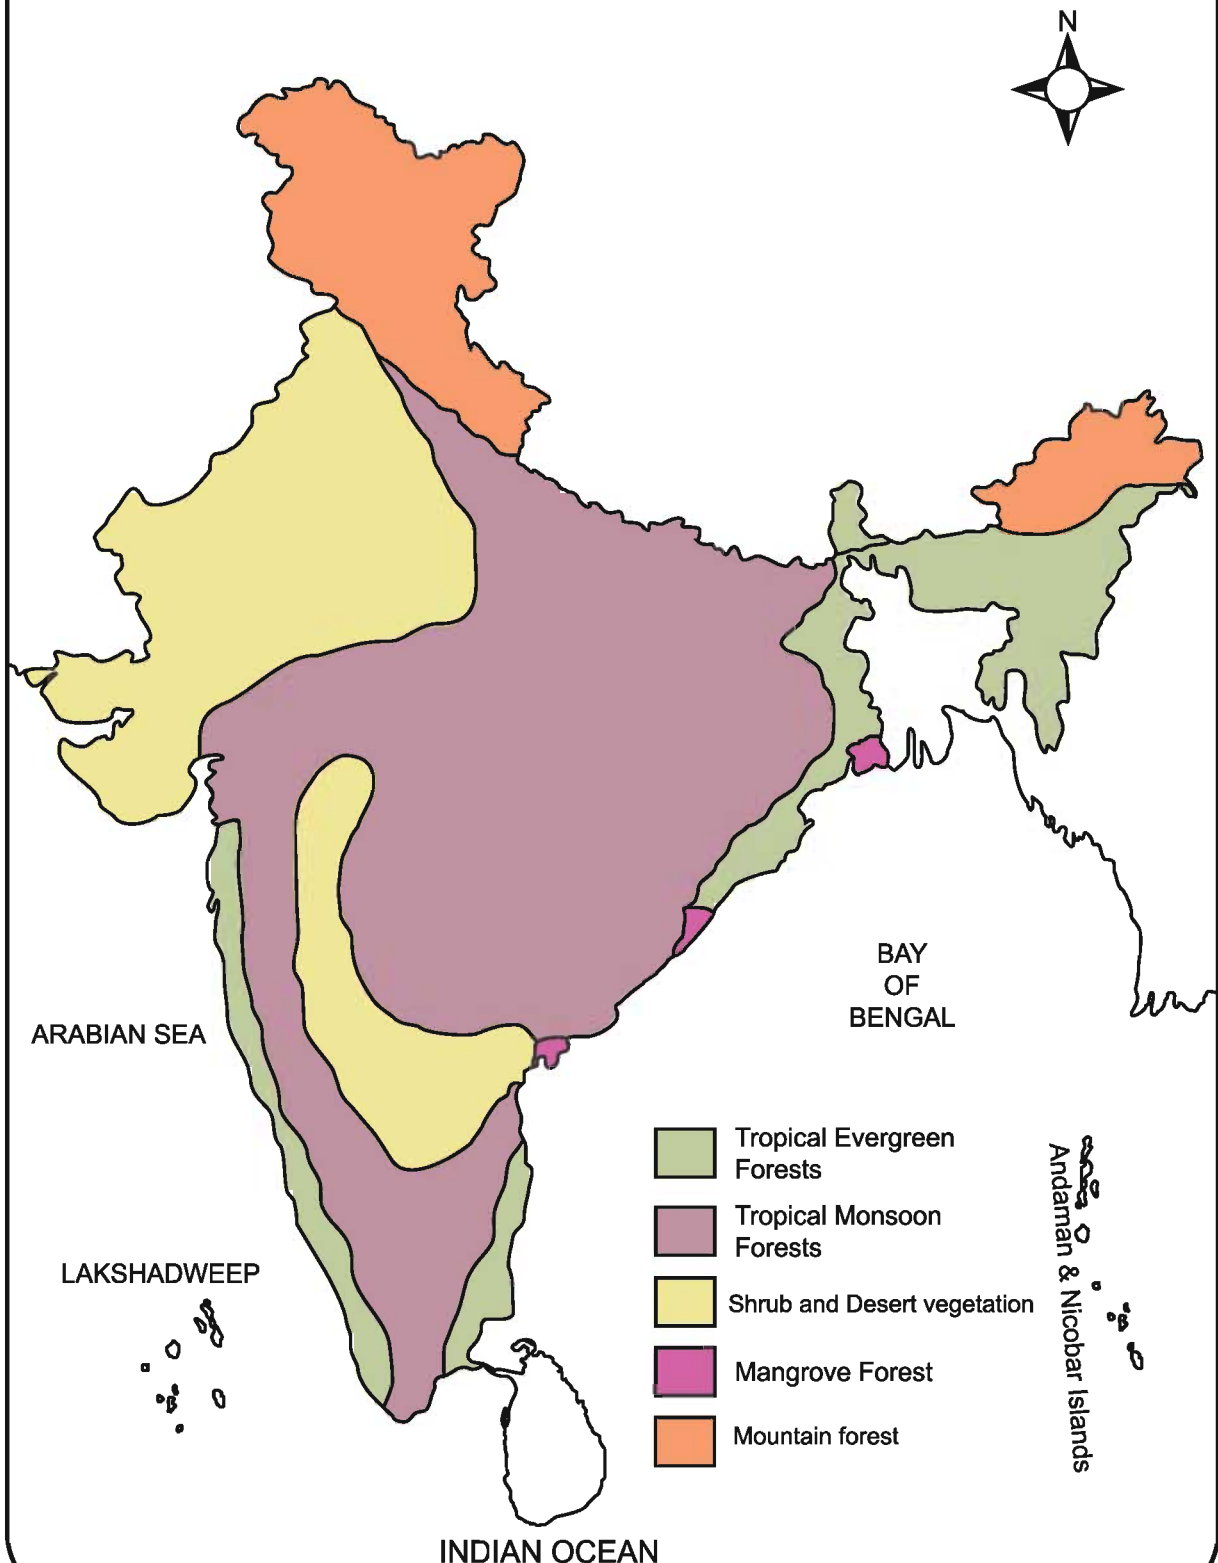 N
BAY
OF
BENGAL
ARABIAN SEA
Tropical Evergreen
Forests
Tropical Monsoon
Forests
Shrub and Desert vegetation
Mangrove Forest
Mountain forest
Andaman & Nicobar Islands
LAKSHADWEEP
INDIAN OCEAN